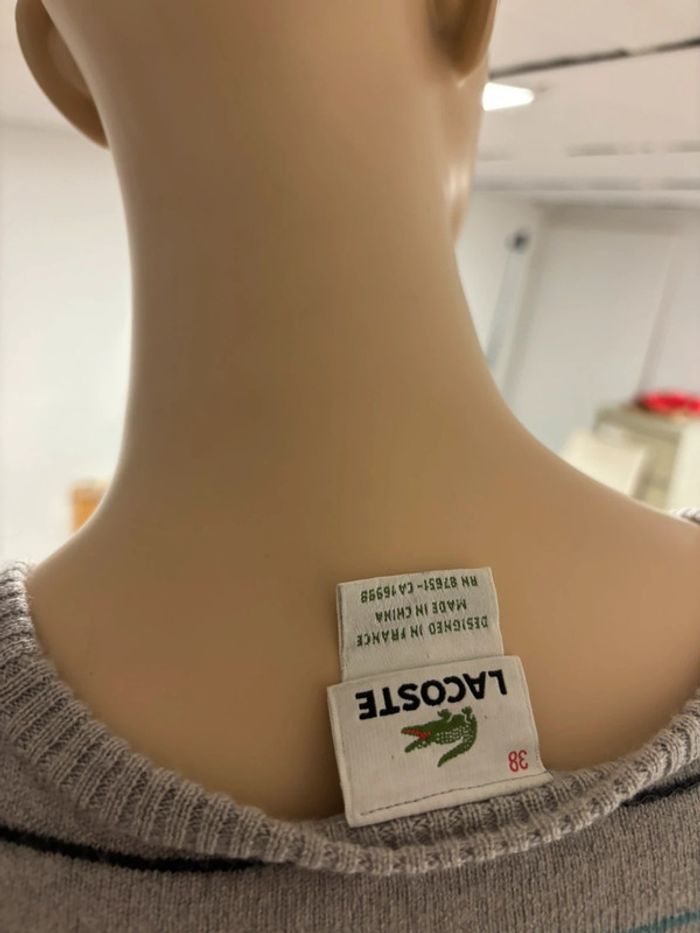 38
LACOSTE
DESIGNED IN FRANCE
MADE IN CHINA
RN 87651 - CA 16998